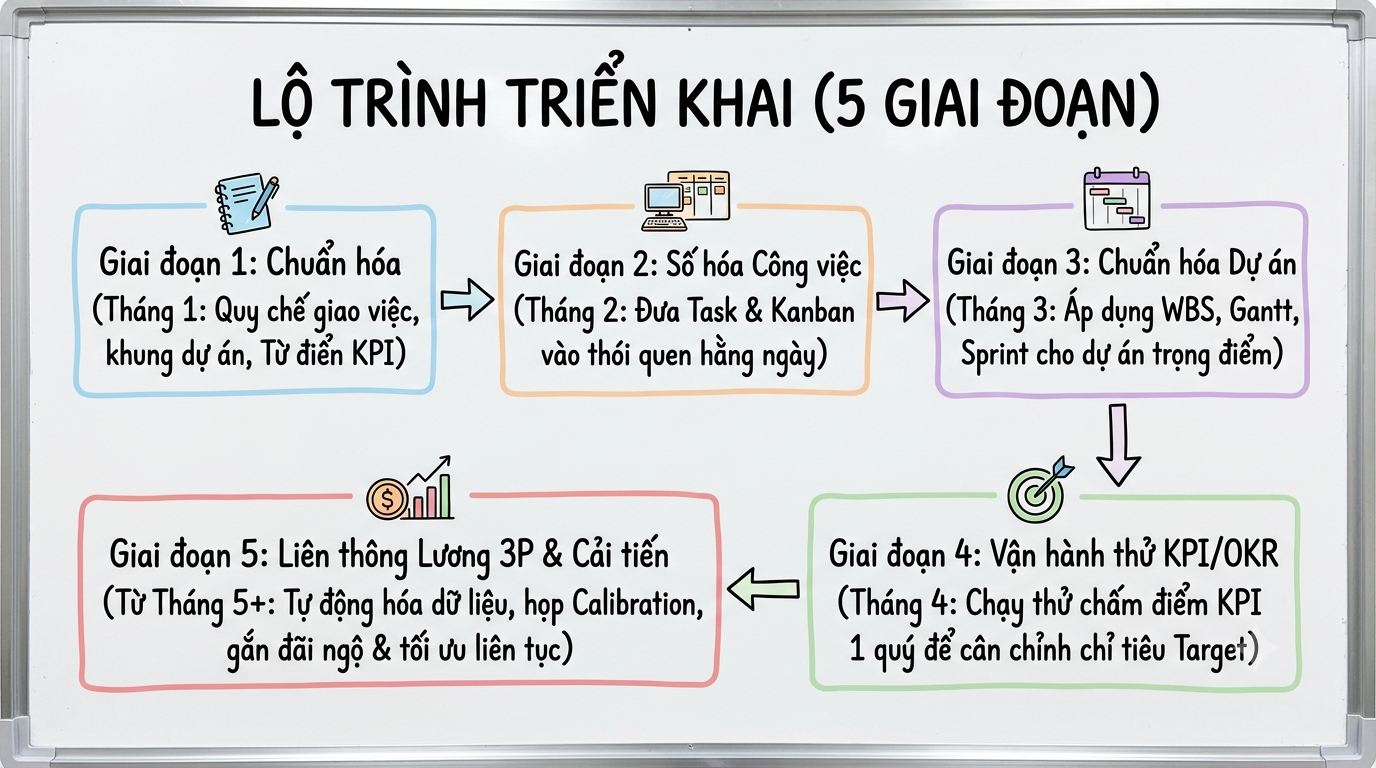 LỘ TRÌNH TRIỂN KHAI (5 GIAI ĐOẠN)
Giai đoạn 1: Chuẩn hóa
(Tháng 1: Quy chế giao việc,
khung dự án, Từ điển KPI)
Giai đoạn 2: Số hóa Công việc
(Tháng 2: Đưa Task & Kanban
vào thói quen hằng ngày)
Giai đoạn 3: Chuẩn hóa Dự án
(Tháng 3: Áp dụng WBS, Gantt,
Sprint cho dự án trọng điểm)
Giai đoạn 4: Vận hành thử KPI/OKR
(Tháng 4: Chạy thử chấm điểm KPI
1 quý để cân chỉnh chỉ tiêu Target)
$
Giai đoạn 5: Liên thông Lương 3P & Cải tiến
(Từ Tháng 5+: Tự động hóa dữ liệu, họp Calibration,
gắn đãi ngộ & tối ưu liên tục)